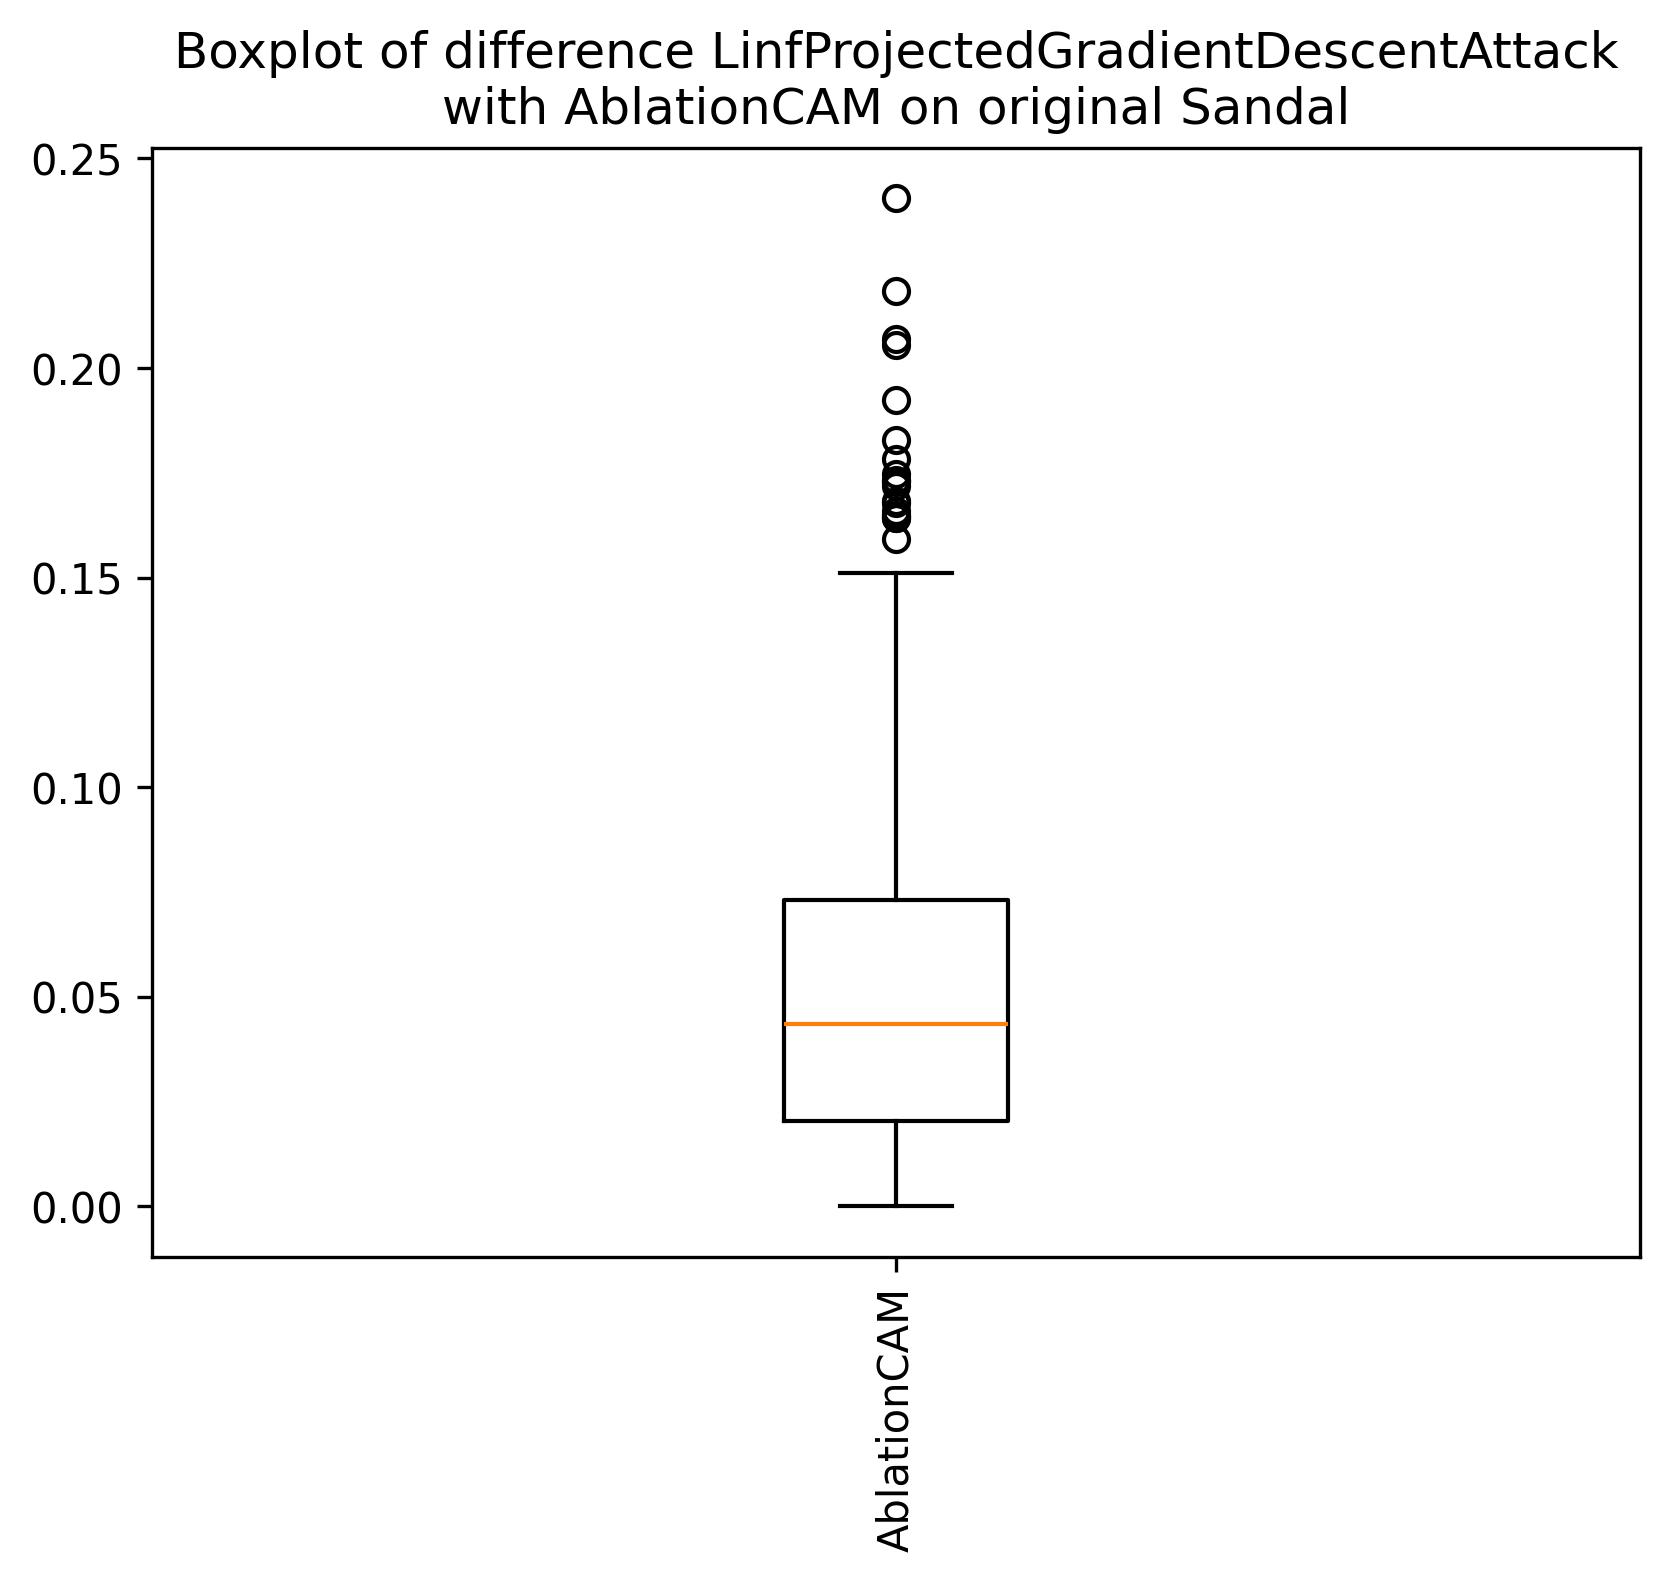 Boxplot of difference LinfProjectedGradientDescentAttack
with AblationCAM on original Sandal
0.25
0.20
0.15
0.10
0.05
0.00
AblationCAM